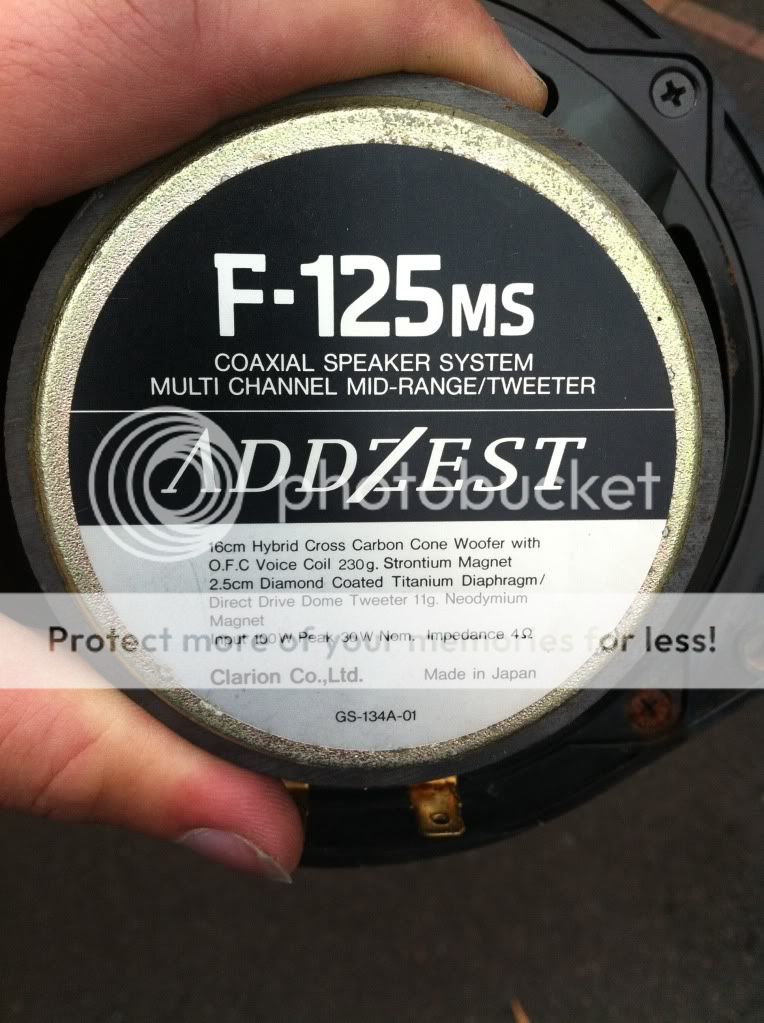 F-125MS
COAXIAL SPEAKER SYSTEM
MULTI CHANNEL MID-RANGE/TWEETER
ADDZEST
photobucket
16cm Hybrid Cross Carbon Cone Woofer with
O.F.C Voice Coil 230g. Strontium Magnet
2.5cm Diamond Coated Titanium Diaphragm/
Direct Drive Dome Tweeter 11g. Neodymium
Magnet
Input 100W Peak, 30W Nom. Impedance 4Ω
Protect more of your memories for less!
Clarion Co.,Ltd. Made in Japan
GS-134A-01